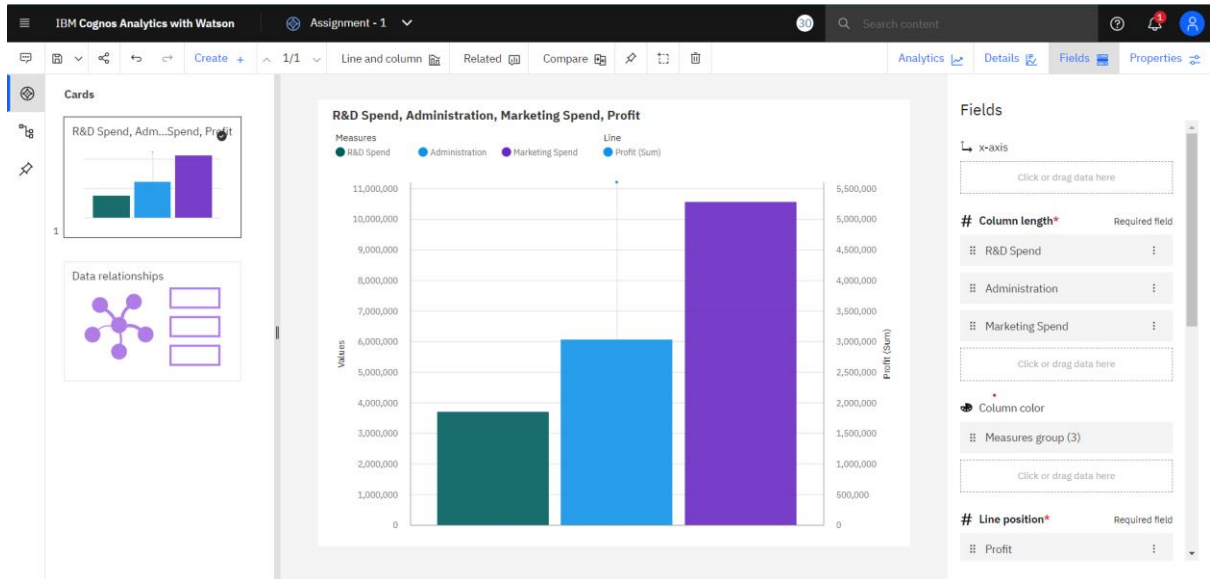 IBM Cognos Analytics with Watson
Assignment - 1
30
Search content
1
Create +
1/1
Line and column
Related
Compare
Analytics
Details
Fields
Properties
Cards
R&D Spend, Adm...Spend, Profit
1
Data relationships
R&D Spend, Administration, Marketing Spend, Profit
Measures
Line
R&D Spend
Administration
Marketing Spend
Profit (Sum)
11,000,000
10,000,000
9,000,000
8,000,000
7,000,000
6,000,000
5,000,000
4,000,000
3,000,000
2,000,000
1,000,000
0
Values
5,500,000
5,000,000
4,500,000
4,000,000
3,500,000
3,000,000
2,500,000
2,000,000
1,500,000
1,000,000
500,000
0
Profit (Sum)
Fields
x-axis
Click or drag data here
# Column length* Required field
R&D Spend
Administration
Marketing Spend
Click or drag data here
Column color
Measures group (3)
Click or drag data here
# Line position* Required field
Profit